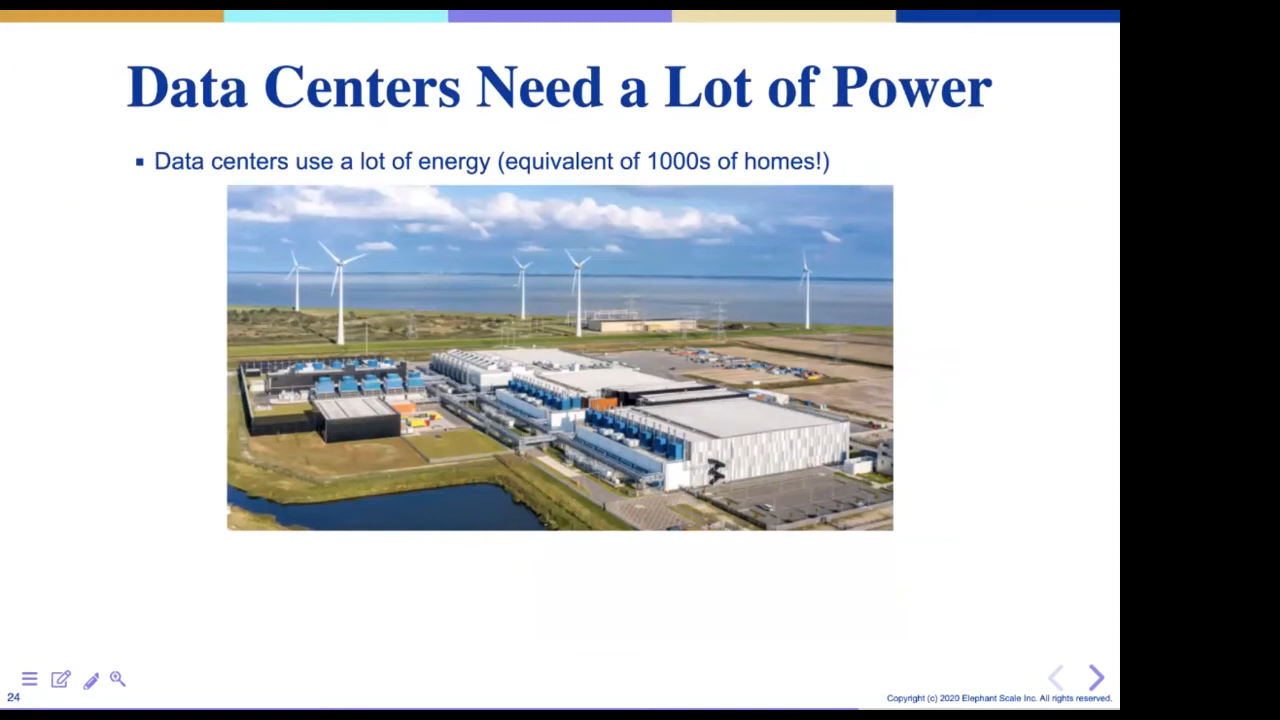 Data Centers Need a Lot of Power
▪ Data centers use a lot of energy (equivalent of 1000s of homes!)
24
Copyright (c) 2020 Elephant Scale Inc. All rights reserved.